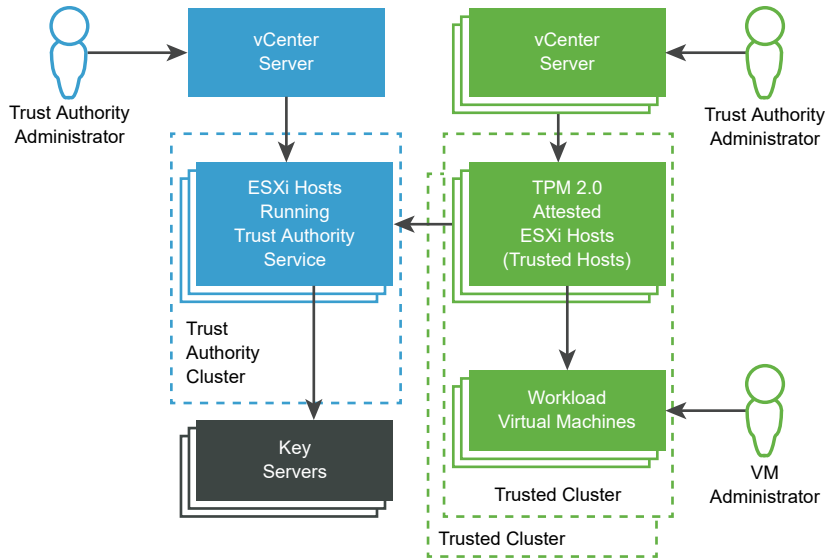 vCenter
Server
vCenter
Server
Trust Authority
Administrator
Trust Authority
Administrator
ESXi Hosts
Running
Trust Authority
Service
TPM 2.0
Attested
ESXi Hosts
(Trusted Hosts)
Trust
Authority
Cluster
Workload
Virtual Machines
Key
Servers
VM
Administrator
Trusted Cluster
Trusted Cluster